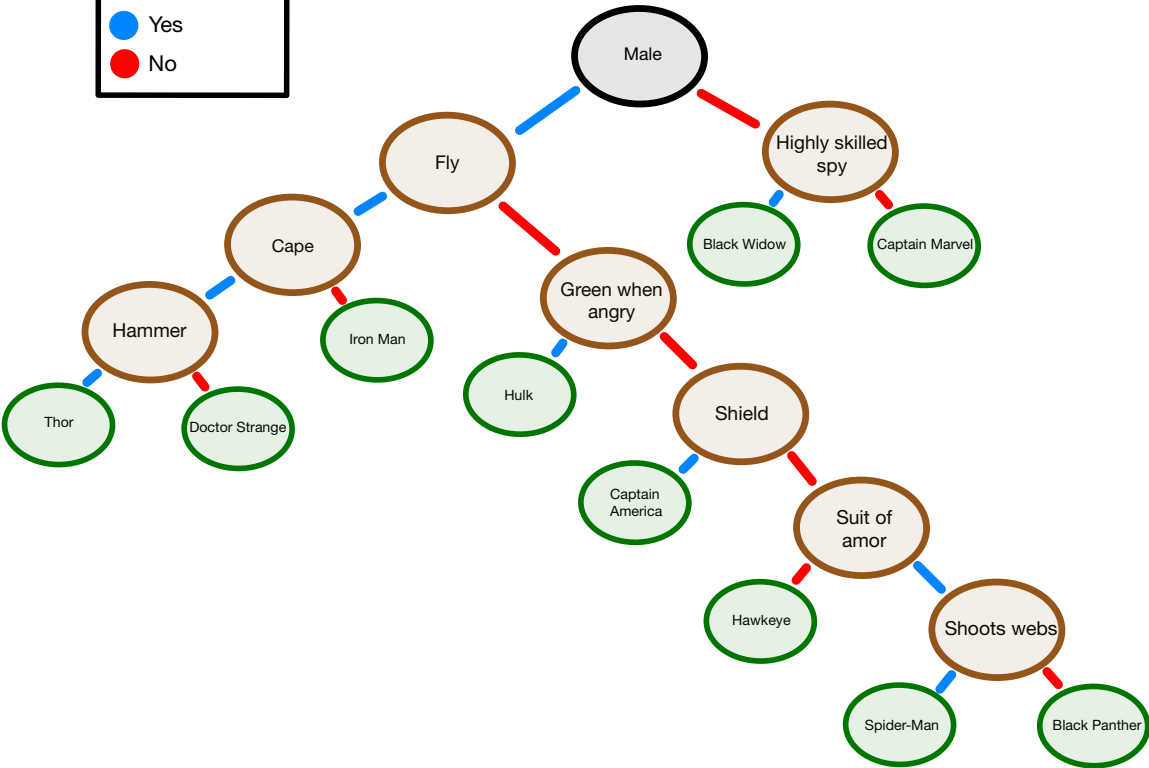 Yes
No
Male
Fly
Highly skilled
spy
Cape
Black Widow
Captain Marvel
Green when
angry
Hammer
Iron Man
Hulk
Shield
Thor
Doctor Strange
Captain
America
Suit of
amor
Hawkeye
Shoots webs
Spider-Man
Black Panther